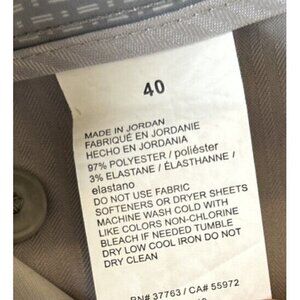 40
MADE IN JORDAN
FABRIQUÉ EN JORDANIE
HECHO EN JORDANIA
97% POLYESTER / poliéster
3% ELASTANE / ÉLASTHANNE /
elastano
DO NOT USE FABRIC
SOFTENERS OR DRYER SHEETS
MACHINE WASH COLD WITH
LIKE COLORS NON-CHLORINE
BLEACH IF NEEDED TUMBLE
DRY LOW COOL IRON DO NOT
DRY CLEAN
RN# 37763 / CA# 55972